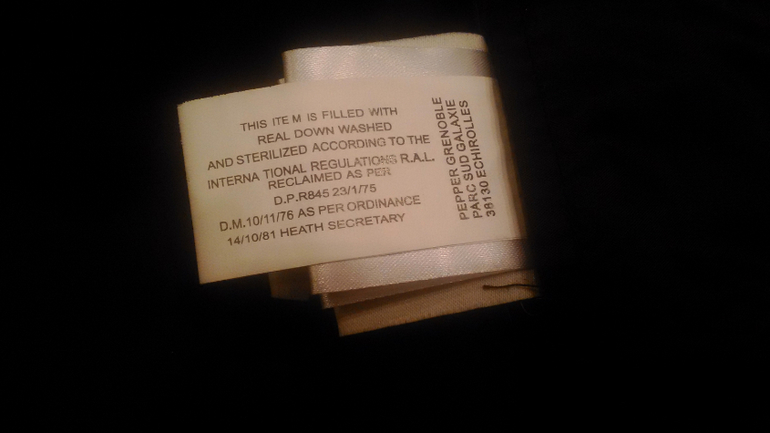 THIS ITE M IS FILLED WITH
REAL DOWN WASHED
AND STERILIZED ACCORDING TO THE
INTERNA TIONAL REGULATIONS R.A.L.
RECLAIMED AS PER
D.P.R845 23/1/75
D.M.10/11/76 AS PER ORDINANCE
14/10/81 HEATH SECRETARY
PEPPER GRENOBLE
PARC SUD GALAXIE
38130 ECHIROLLES